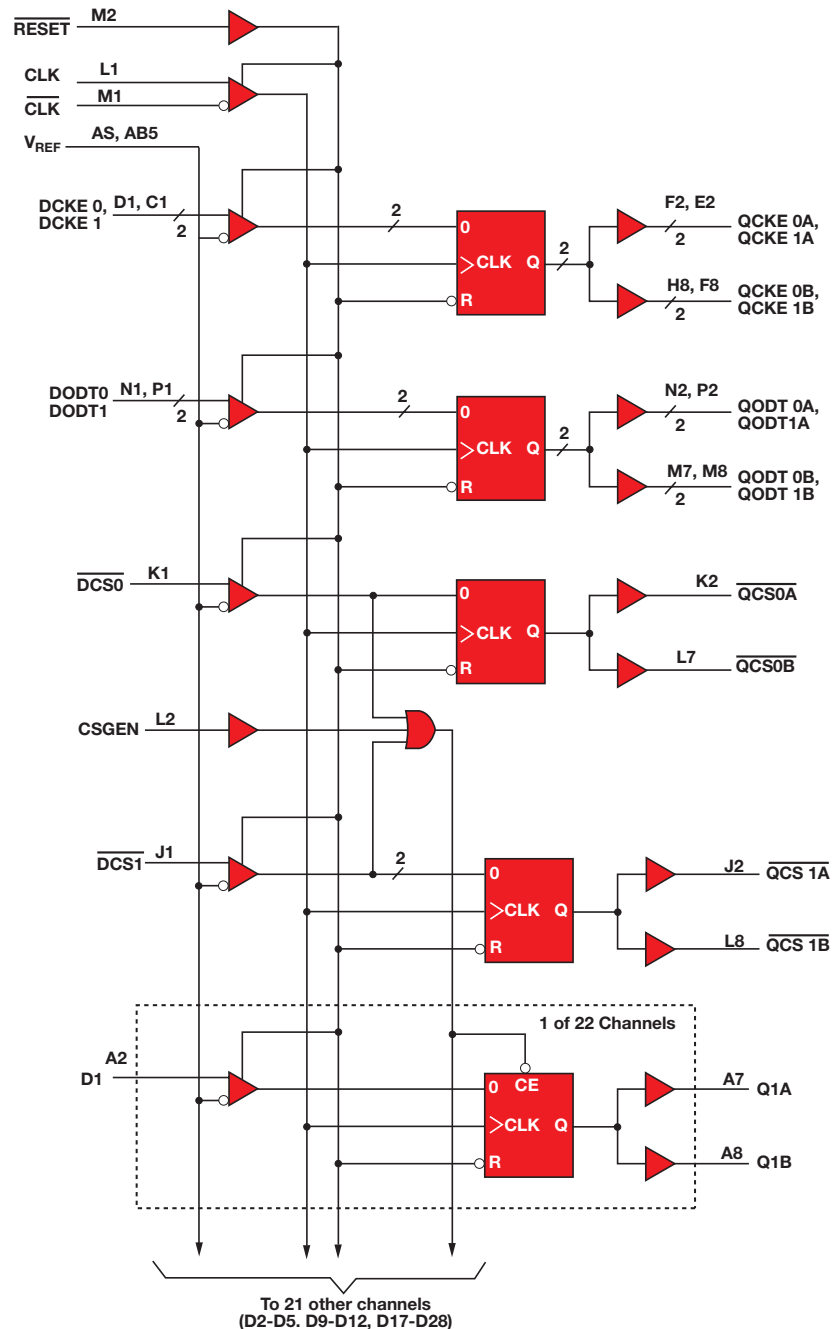 RESET M2
CLK L1
CLK M1
VREF AS, AB5
DCKE 0, D1, C1
DCKE 1 2
2
0
CLK Q
R
2
F2, E2
2
QCKE 0A,
QCKE 1A
H8, F8
2
QCKE 0B,
QCKE 1B
DODT0 N1, P1
DODT1 2
2
0
CLK Q
R
2
N2, P2
2
QODT 0A,
QODT1A
M7, M8
2
QODT 0B,
QODT 1B
DCS0 K1
0
CLK Q
R
K2 QCS0A
L7 QCS0B
CSGEN L2
DCS1 J1
2
0
CLK Q
R
J2 QCS 1A
L8 QCS 1B
1 of 22 Channels
D1 A2
CE
0
CLK Q
R
A7 Q1A
A8 Q1B
To 21 other channels
(D2-D5. D9-D12, D17-D28)